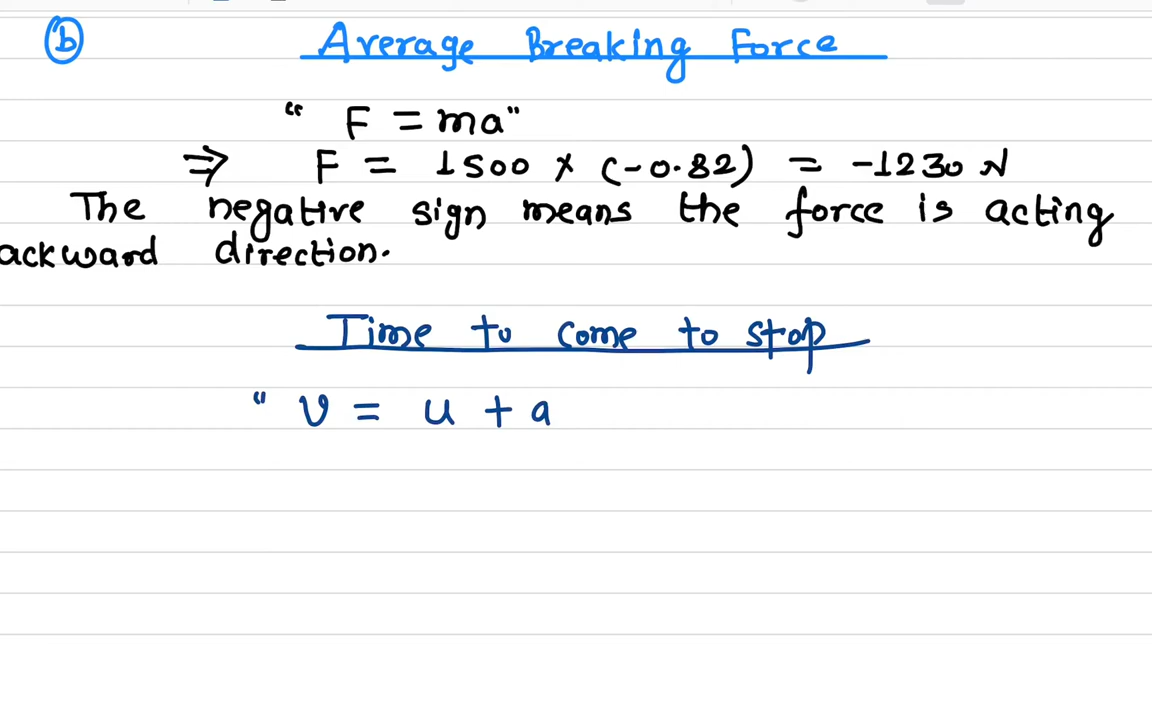 b Average Breaking Force
" F = ma"
⇒ F = 1500 × (-0.82) = -1230 N
The negative sign means the force is acting
ackward direction.
Time to come to stop
" v = u + a